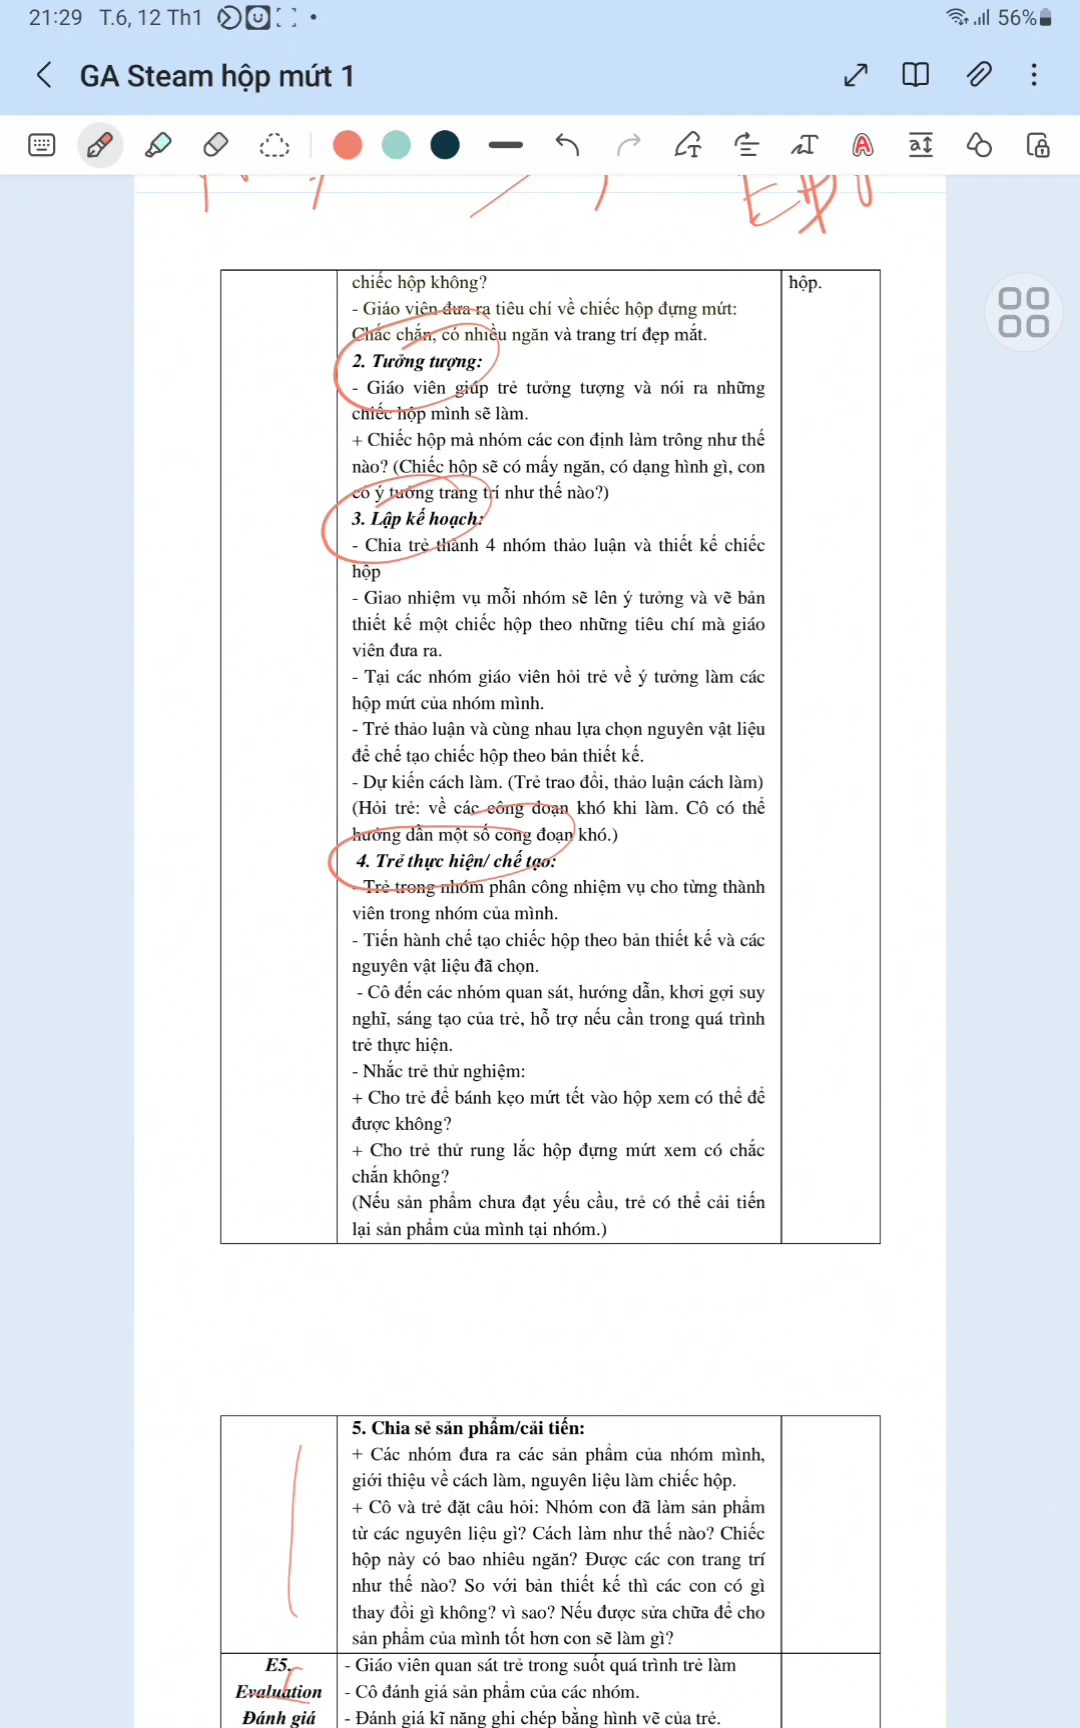 21:29 T.6, 12 Th1
56%
GA Steam hộp mứt 1
chiếc hộp không?
hộp.
- Giáo viên đưa ra tiêu chí về chiếc hộp đựng mứt:
Chắc chắn, có nhiều ngăn và trang trí đẹp mắt.
2. Tưởng tượng:
- Giáo viên giúp trẻ tưởng tượng và nói ra những
chiếc hộp mình sẽ làm.
+ Chiếc hộp mà nhóm các con định làm trông như thế
nào? (Chiếc hộp sẽ có mấy ngăn, có dạng hình gì, con
có ý tưởng trang trí như thế nào?)
3. Lập kế hoạch:
- Chia trẻ thành 4 nhóm thảo luận và thiết kế chiếc
hộp
- Giao nhiệm vụ mỗi nhóm sẽ lên ý tưởng và vẽ bản
thiết kế một chiếc hộp theo những tiêu chí mà giáo
viên đưa ra.
- Tại các nhóm giáo viên hỏi trẻ về ý tưởng làm các
hộp mứt của nhóm mình.
- Trẻ thảo luận và cùng nhau lựa chọn nguyên vật liệu
để chế tạo chiếc hộp theo bản thiết kế.
- Dự kiến cách làm. (Trẻ trao đổi, thảo luận cách làm)
(Hỏi trẻ: về các công đoạn khó khi làm. Cô có thể
hướng dẫn một số công đoạn khó.)
4. Trẻ thực hiện/ chế tạo:
- Trẻ trong nhóm phân công nhiệm vụ cho từng thành
viên trong nhóm của mình.
- Tiến hành chế tạo chiếc hộp theo bản thiết kế và các
nguyên vật liệu đã chọn.
- Cô đến các nhóm quan sát, hướng dẫn, khơi gợi suy
nghĩ, sáng tạo của trẻ, hỗ trợ nếu cần trong quá trình
trẻ thực hiện.
- Nhắc trẻ thử nghiệm:
+ Cho trẻ để bánh kẹo mứt tết vào hộp xem có thể để
được không?
+ Cho trẻ thử rung lắc hộp đựng mứt xem có chắc
chắn không?
(Nếu sản phẩm chưa đạt yếu cầu, trẻ có thể cải tiến
lại sản phẩm của mình tại nhóm.)
5. Chia sẻ sản phẩm/cải tiến:
+ Các nhóm đưa ra các sản phẩm của nhóm mình,
giới thiệu về cách làm, nguyên liệu làm chiếc hộp.
+ Cô và trẻ đặt câu hỏi: Nhóm con đã làm sản phẩm
từ các nguyên liệu gì? Cách làm như thế nào? Chiếc
hộp này có bao nhiêu ngăn? Được các con trang trí
như thế nào? So với bản thiết kế thì các con có gì
thay đổi gì không? vì sao? Nếu được sửa chữa để cho
sản phẩm của mình tốt hơn con sẽ làm gì?
E5.
Evaluation
Đánh giá
- Giáo viên quan sát trẻ trong suốt quá trình trẻ làm
- Cô đánh giá sản phẩm của các nhóm.
- Đánh giá kĩ năng ghi chép bằng hình vẽ của trẻ.